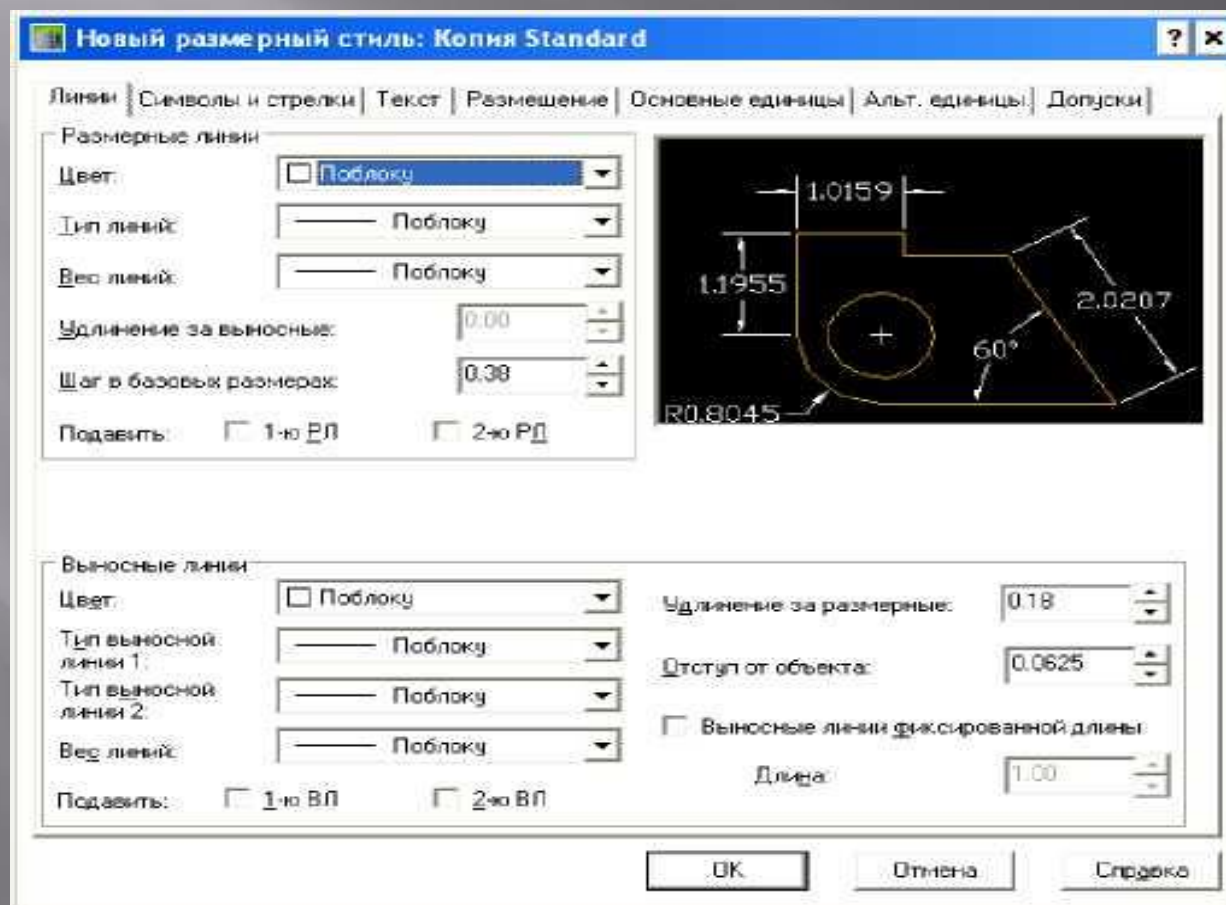 Новый размерный стиль: Копия Standard
Линии Символы и стрелки Текст Размещение Основные единицы Альт. единицы Допуски
Размерные линии
Цвет: Поблоку
Тип линий: Поблоку
Вес линий: Поблоку
Удлинение за выносные: 0.00
Шаг в базовых размерах: 0.38
Подавить: 1-ю РЛ 2-ю РЛ
1.0159
1.1955
2.0207
60°
R0.8045
Выносные линии
Цвет: Поблоку
Тип выносной линии 1: Поблоку
Тип выносной линии 2: Поблоку
Вес линий: Поблоку
Подавить: 1-ю ВЛ 2-ю ВЛ
Удлинение за размерные: 0.18
Отступ от объекта: 0.0625
Выносные линии фиксированной длины
Длина: 1.00
OK Отмена Справка